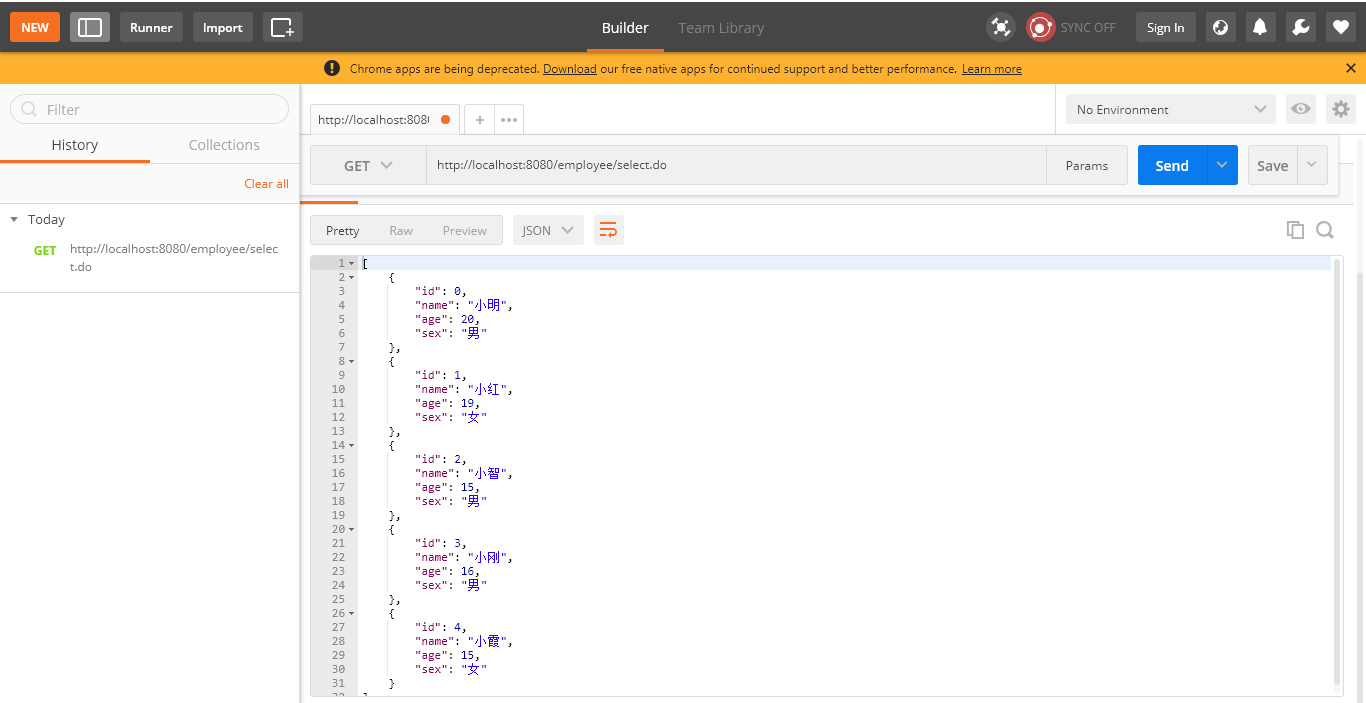 NEW Runner Import Builder Team Library SYNC OFF Sign In
Chrome apps are being deprecated. Download our free native apps for continued support and better performance. Learn more
Filter
History Collections
Clear all
Today
GET http://localhost:8080/employee/selec
t.do
http://localhost:808 No Environment
GET http://localhost:8080/employee/select.do Params Send Save
Pretty Raw Preview JSON
1 [
2 {
3 "id": 0,
4 "name": "小明",
5 "age": 20,
6 "sex": "男"
7 },
8 {
9 "id": 1,
10 "name": "小红",
11 "age": 19,
12 "sex": "女"
13 },
14 {
15 "id": 2,
16 "name": "小智",
17 "age": 15,
18 "sex": "男"
19 },
20 {
21 "id": 3,
22 "name": "小刚",
23 "age": 16,
24 "sex": "男"
25 },
26 {
27 "id": 4,
28 "name": "小霞",
29 "age": 15,
30 "sex": "女"
31 }